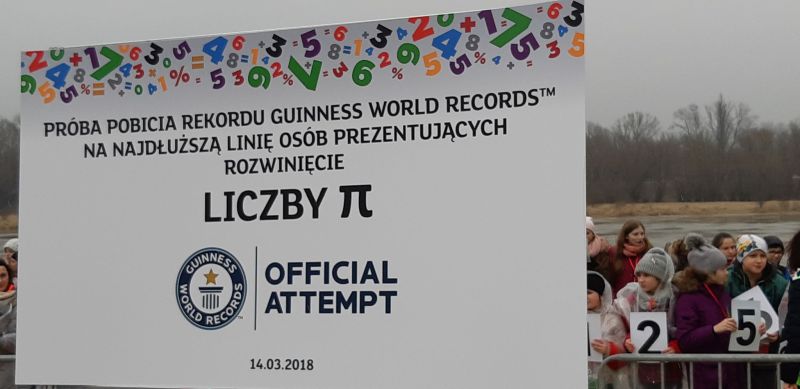 PRÓBA POBICIA REKORDU GUINNESS WORLD RECORDS™
NA NAJDŁUŻSZĄ LINIĘ OSÓB PREZENTUJĄCYCH
ROZWINIĘCIE
LICZBY π
GUINNESS
WORLD RECORDS
OFFICIAL
ATTEMPT
14.03.2018
2
5